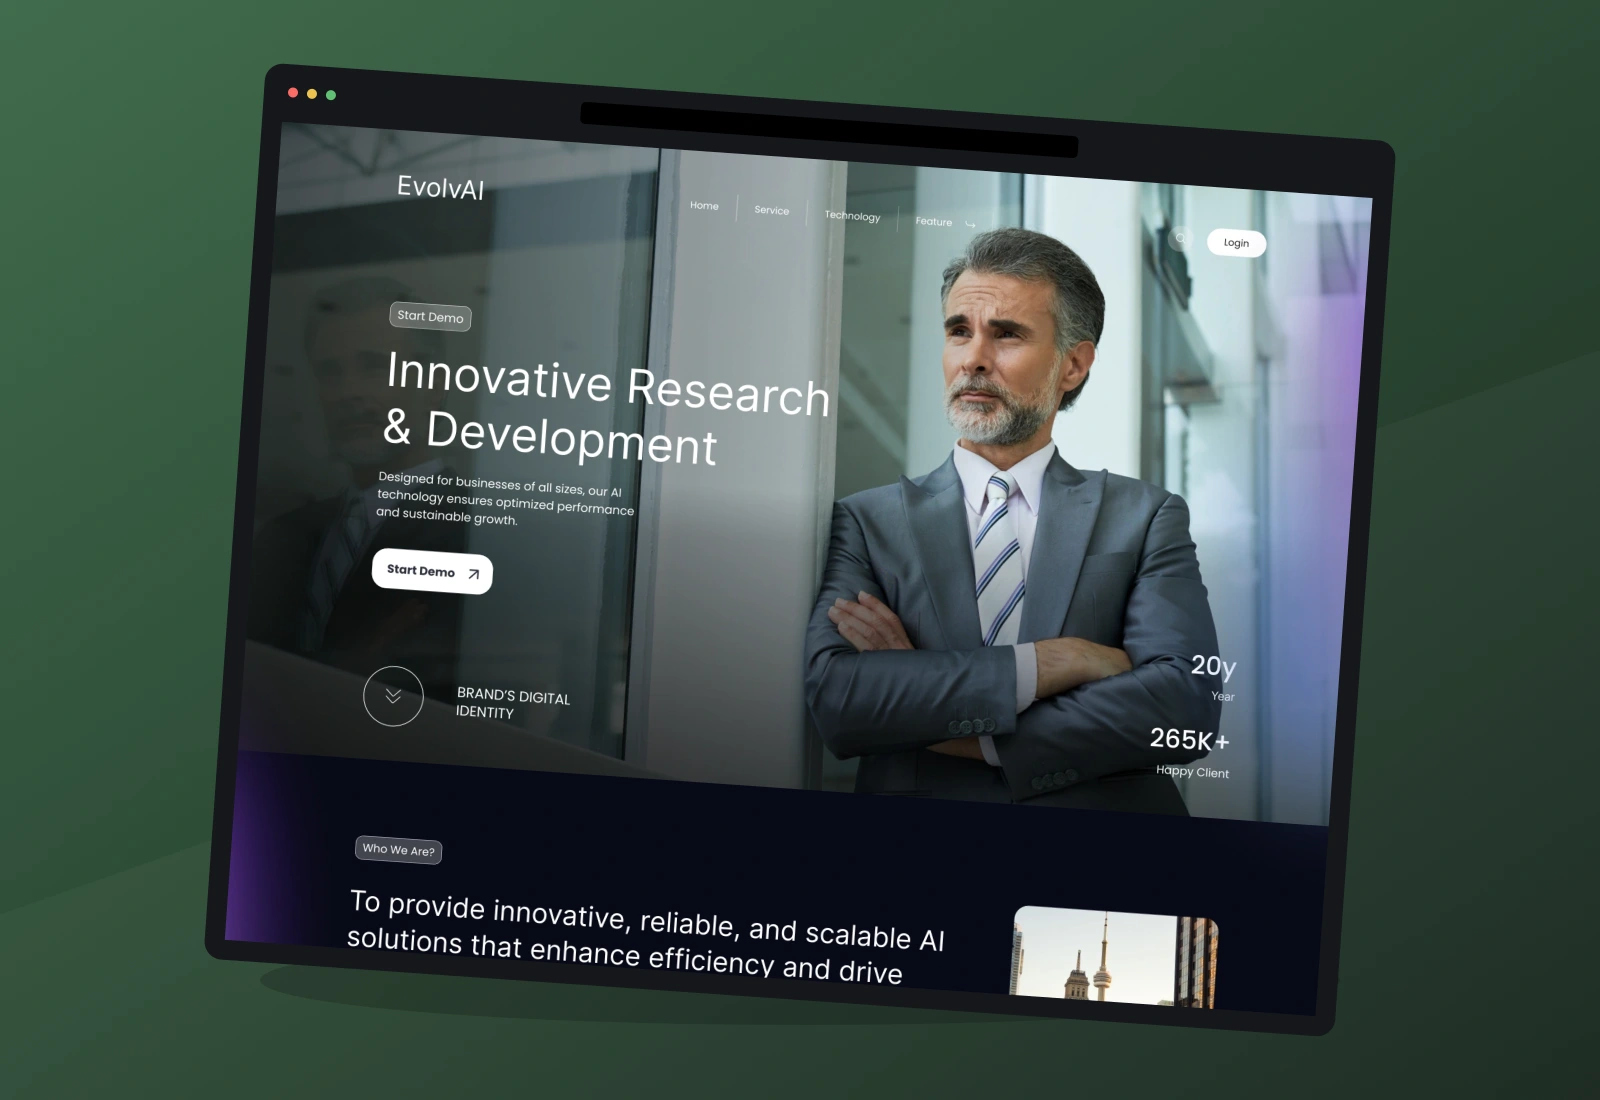 EvolvAI
Home
Service
Technology
Feature
Login
Start Demo
Innovative Research
& Development
Designed for businesses of all sizes, our AI
technology ensures optimized performance
and sustainable growth.
Start Demo
BRAND'S DIGITAL
IDENTITY
20y
Year
265K+
Happy Client
Who We Are?
To provide innovative, reliable, and scalable AI
solutions that enhance efficiency and drive